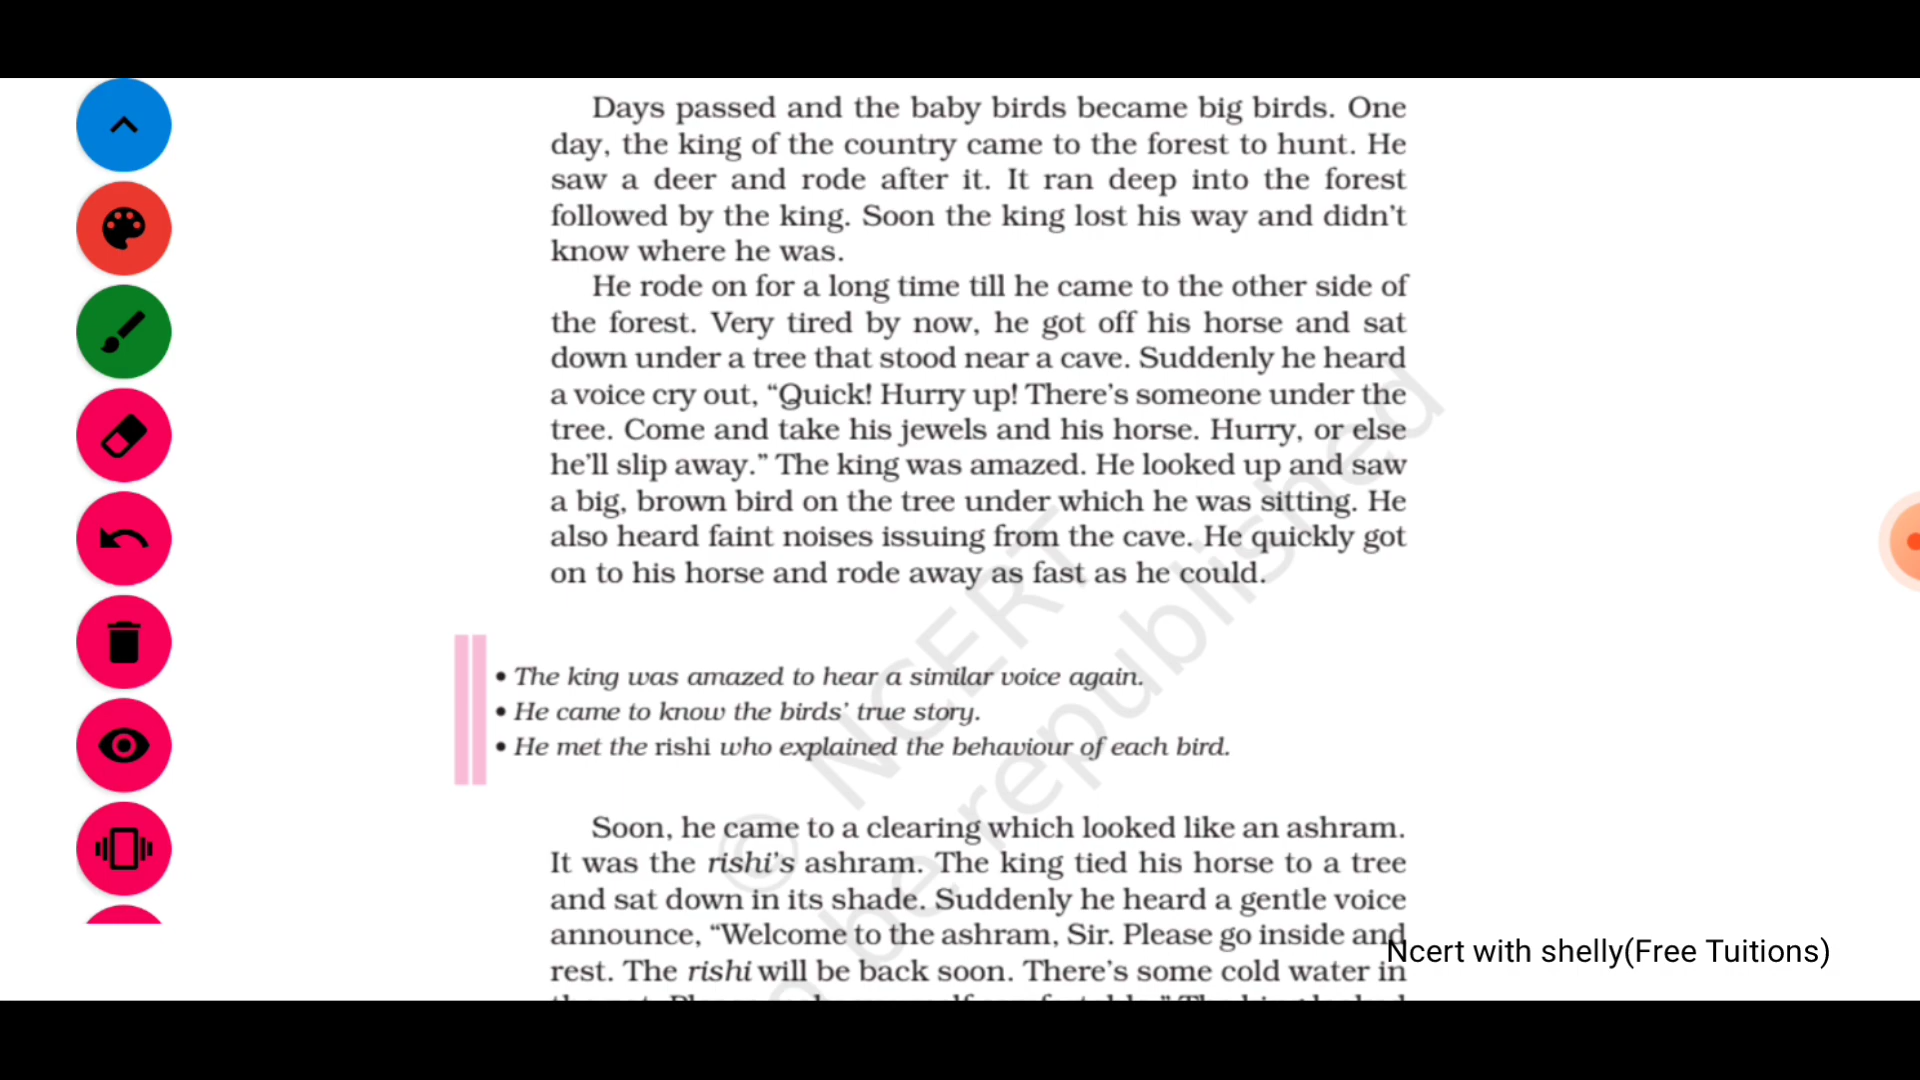 Days passed and the baby birds became big birds. One
day, the king of the country came to the forest to hunt. He
saw a deer and rode after it. It ran deep into the forest
followed by the king. Soon the king lost his way and didn't
know where he was.
He rode on for a long time till he came to the other side of
the forest. Very tired by now, he got off his horse and sat
down under a tree that stood near a cave. Suddenly he heard
a voice cry out, “Quick! Hurry up! There's someone under the
tree. Come and take his jewels and his horse. Hurry, or else
he'll slip away.” The king was amazed. He looked up and saw
a big, brown bird on the tree under which he was sitting. He
also heard faint noises issuing from the cave. He quickly got
on to his horse and rode away as fast as he could.
• The king was amazed to hear a similar voice again.
• He came to know the birds' true story.
• He met the rishi who explained the behaviour of each bird.
Soon, he came to a clearing which looked like an ashram.
It was the rishi's ashram. The king tied his horse to a tree
and sat down in its shade. Suddenly he heard a gentle voice
announce, “Welcome to the ashram, Sir. Please go inside and
rest. The rishi will be back soon. There's some cold water in
Ncert with shelly(Free Tuitions)
© NCERT
be republished